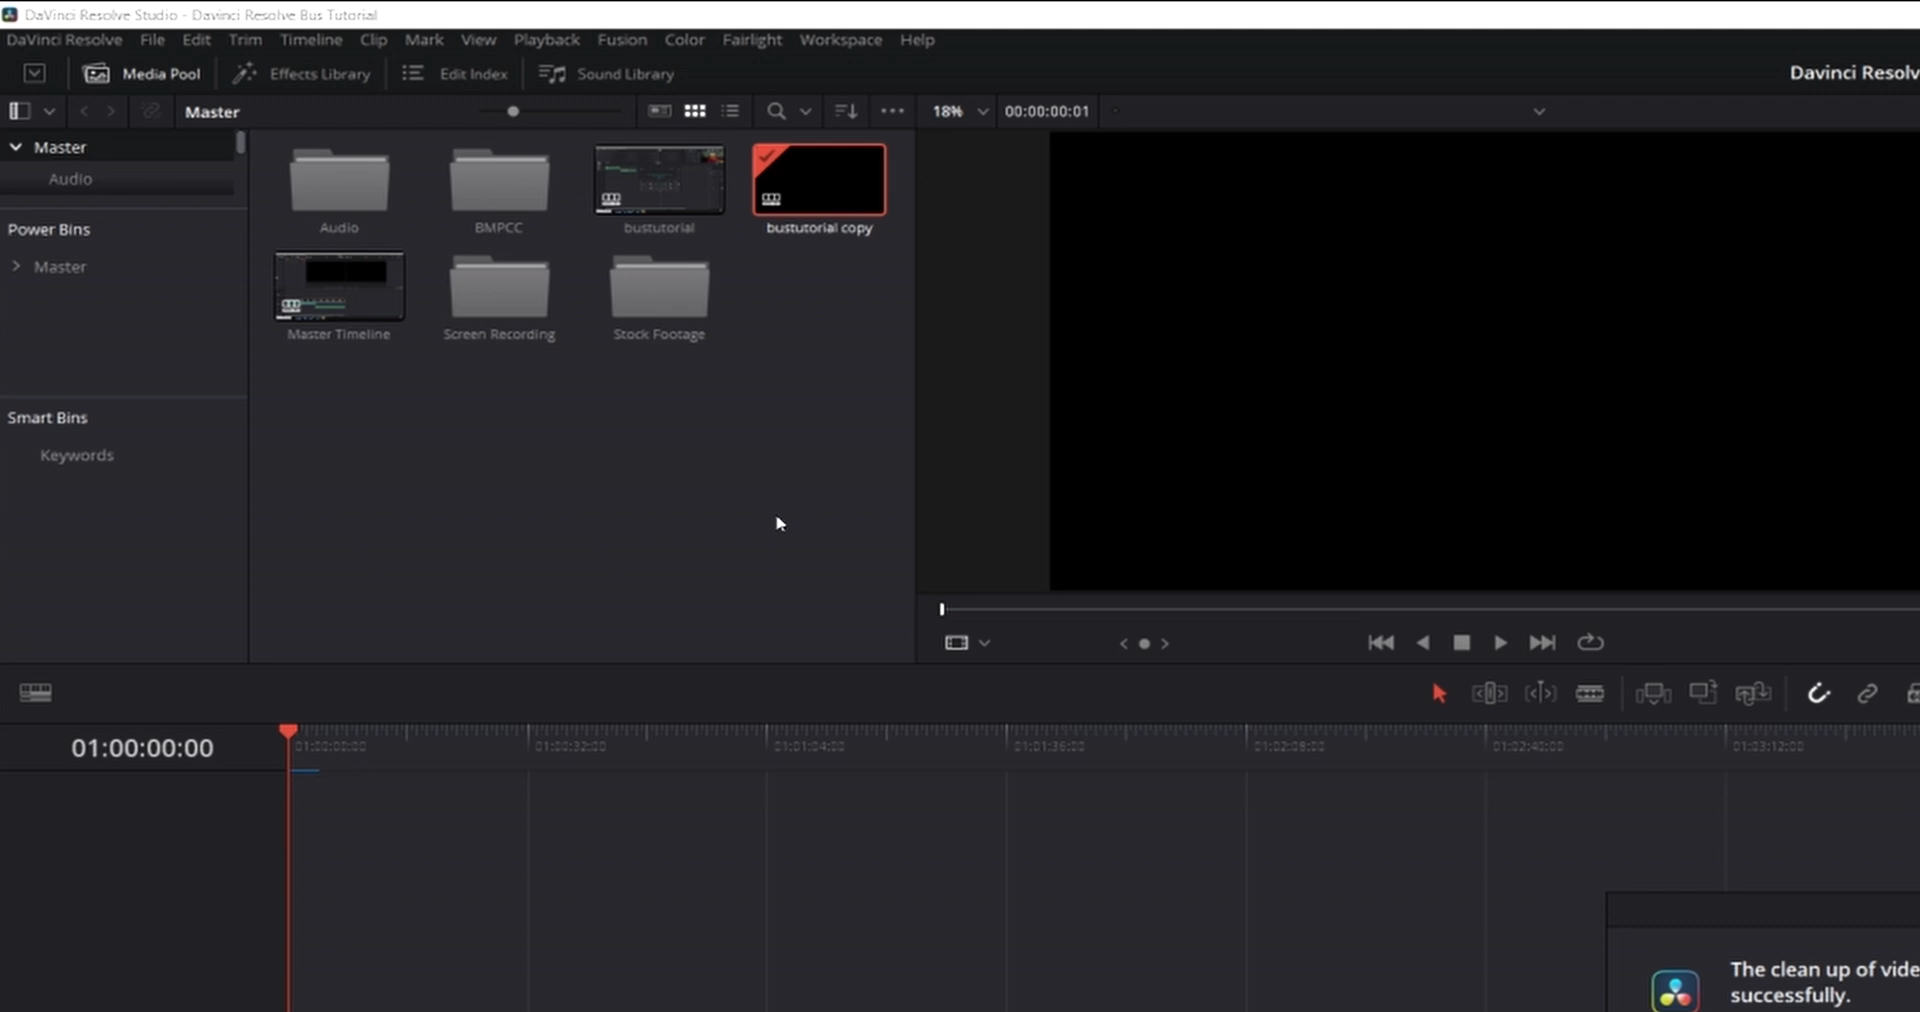 DaVinci Resolve Studio - Davinci Resolve Bus Tutorial
DaVinci Resolve File Edit Trim Timeline Clip Mark View Playback Fusion Color Fairlight Workspace Help
Media Pool Effects Library Edit Index Sound Library Davinci Resolv
Master 18% 00:00:00:01
Master
Audio
Power Bins
Master
Smart Bins
Keywords
Audio BMPCC bustutorial bustutorial copy
Master Timeline Screen Recording Stock Footage
01:00:00:00 01:00:00:00 01:00:32:00 01:01:04:00 01:01:36:00 01:02:08:00 01:02:40:00 01:03:12:00
The clean up of vide
successfully.